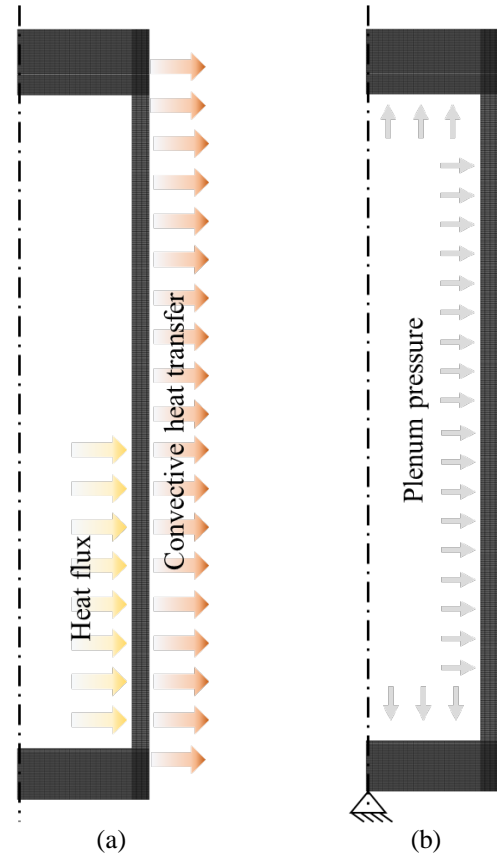 Heat flux
Convective heat transfer
Plenum pressure
(a)
(b)